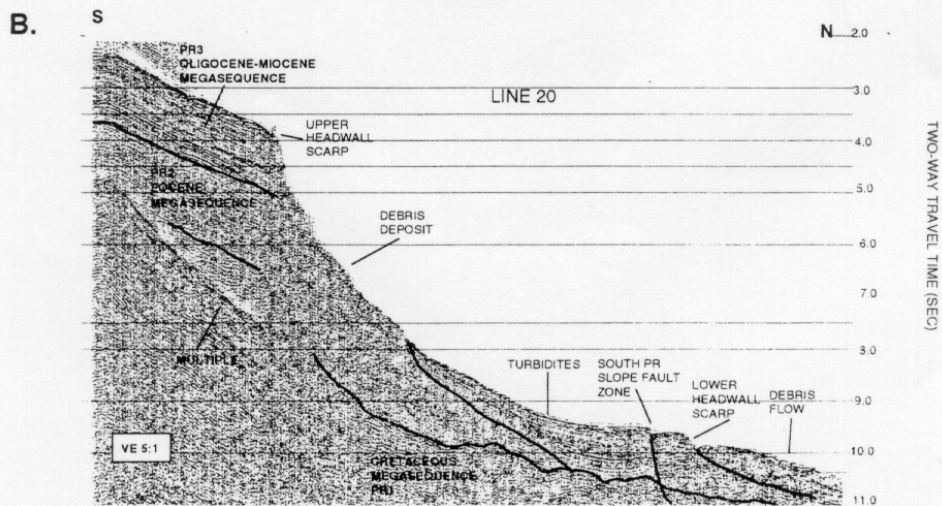 B.
S
N
2.0
PR3
OLIGOCENE-MIOCENE
MEGASEQUENCE
LINE 20
3.0
UPPER
HEADWALL
SCARP
4.0
PR2
EOCENE
MEGASEQUENCE
5.0
DEBRIS
DEPOSIT
6.0
7.0
MULTIPLE
8.0
TURBIDITES
SOUTH PR
SLOPE FAULT
ZONE
LOWER
HEADWALL
SCARP
DEBRIS
FLOW
9.0
VE 5:1
10.0
CRETACEOUS
MEGASEQUENCE
PR1
11.0
TWO-WAY TRAVEL TIME (SEC)